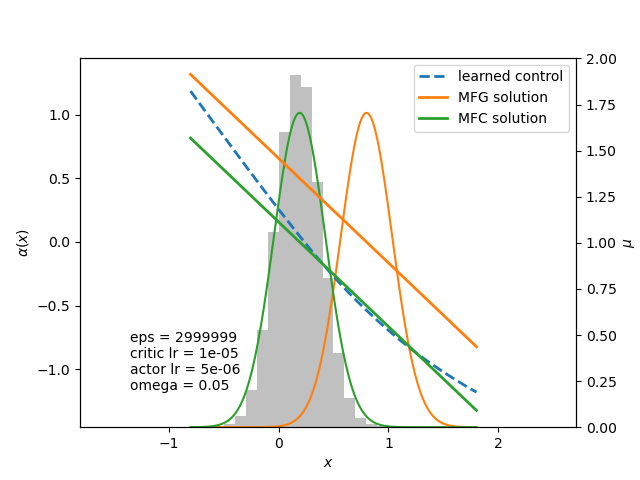 learned control
MFG solution
MFC solution
eps = 2999999
critic lr = 1e-05
actor lr = 5e-06
omega = 0.05
α(x)
1.0
0.5
0.0
−0.5
−1.0
−1
0
1
2
x
2.00
1.75
1.50
1.25
1.00
0.75
0.50
0.25
0.00
μ